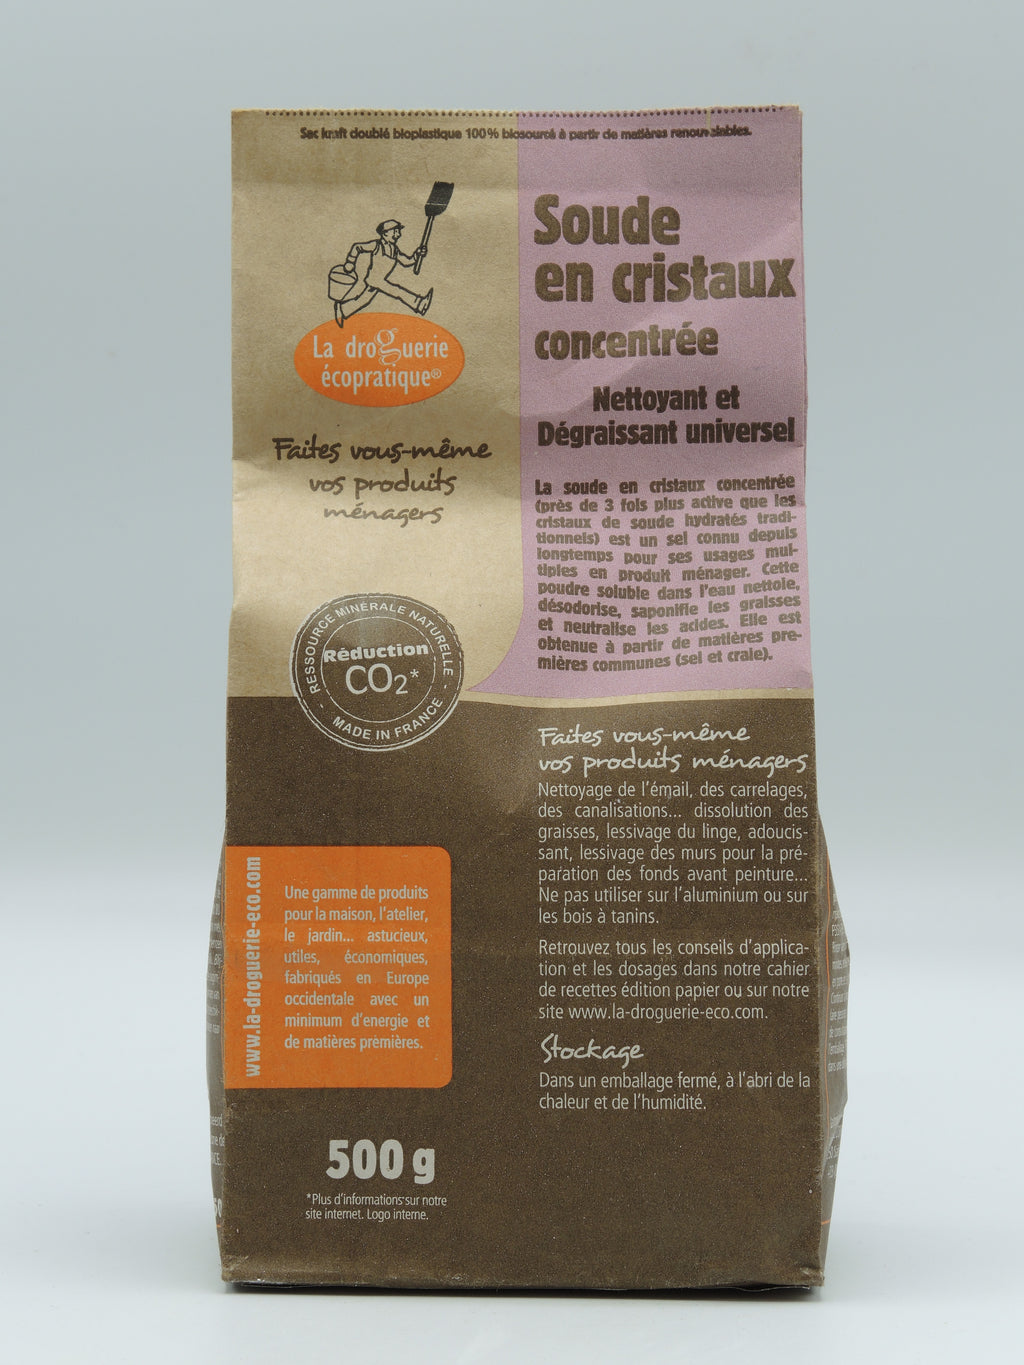 Sac kraft doublé bioplastique 100% biosourcé à partir de matières renouvelables.
La droguerie
écopratique®
Faites vous-même
vos produits
ménagers
RESSOURCE MINÉRALE NATURELLE
Réduction
CO2*
- MADE IN FRANCE -
www.la-droguerie-eco.com
Une gamme de produits
pour la maison, l'atelier,
le jardin... astucieux,
utiles, économiques,
fabriqués en Europe
occidentale avec un
minimum d'energie et
de matières premières.
500 g
*Plus d'informations sur notre
site internet. Logo interne.
Soude
en cristaux
concentrée
Nettoyant et
Dégraissant universel
La soude en cristaux concentrée
(près de 3 fois plus active que les
cristaux de soude hydratés tradi-
tionnels) est un sel connu depuis
longtemps pour ses usages mul-
tiples en produit ménager. Cette
poudre soluble dans l'eau nettoie,
désodorise, saponifie les graisses
et neutralise les acides. Elle est
obtenue à partir de matières pre-
mières communes (sel et craie).
Faites vous-même
vos produits ménagers
Nettoyage de l'émail, des carrelages,
des canalisations... dissolution des
graisses, lessivage du linge, adoucis-
sant, lessivage des murs pour la pré-
paration des fonds avant peinture...
Ne pas utiliser sur l'aluminium ou sur
les bois à tanins.
Retrouvez tous les conseils d'applica-
tion et les dosages dans notre cahier
de recettes édition papier ou sur notre
site www.la-droguerie-eco.com.
Stockage
Dans un emballage fermé, à l'abri de la
chaleur et de l'humidité.